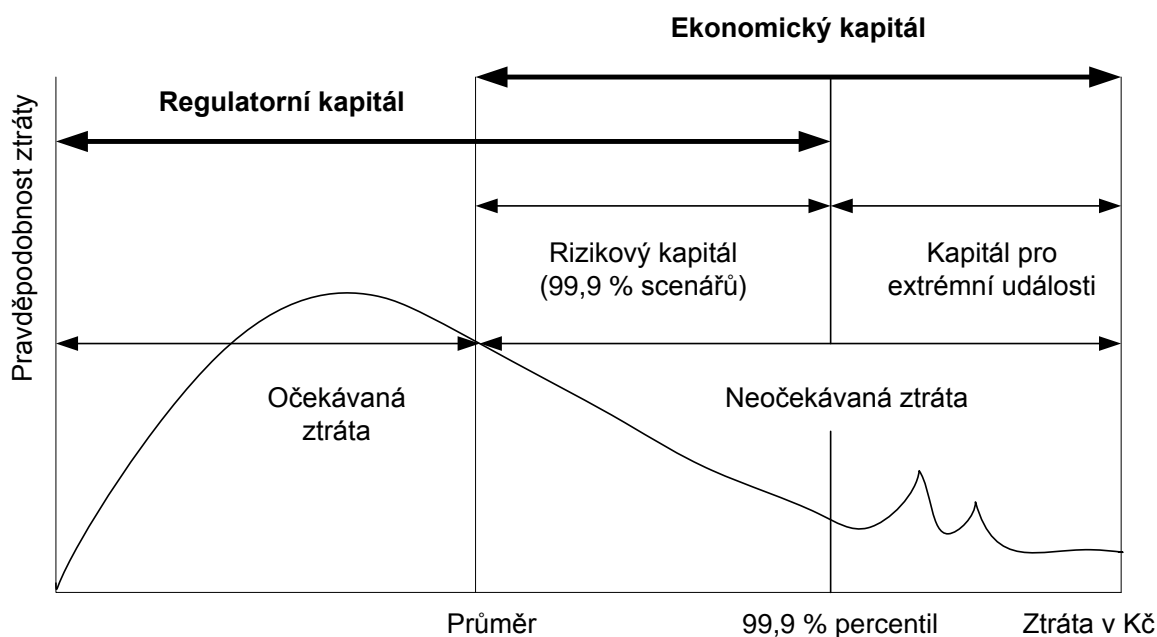 Ekonomický kapitál
Regulatorní kapitál
Pravděpodobnost ztráty
Rizikový kapitál
(99,9 % scenářů)
Kapitál pro
extrémní události
Očekávaná
ztráta
Neočekávaná ztráta
Průměr
99,9 % percentil
Ztráta v Kč